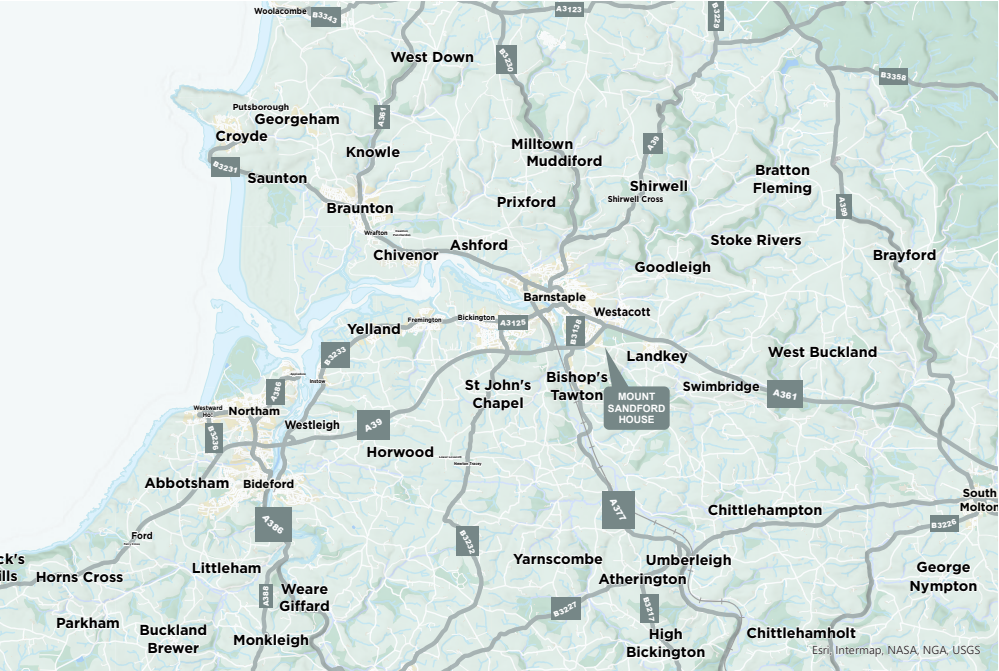 Woolacombe
B3343
A3123
B3229
West Down
B3230
B3358
Putsborough
Georgeham
Croyde
A361
Knowle
Milltown
Muddiford
A39
B3231
Saunton
Bratton
Fleming
Shirwell
Shirwell Cross
Braunton
Prixford
A399
Wrafton
Chivenor
Ashford
Stoke Rivers
Brayford
Goodleigh
Barnstaple
Westacott
Fremington
Bickington
A3125
B3138
Yelland
B3233
Landkey
West Buckland
Instow
A386
St John's
Chapel
Bishop's
Tawton
Swimbridge
A361
MOUNT
SANDFORD
HOUSE
Westward
Ho!
Northam
Westleigh
A39
B3236
Horwood
Newton Tracey
Abbotsham
Bideford
South
Molton
A386
A377
Chittlehampton
B3226
Ford
B3232
ck's
ills
Horns Cross
Littleham
Yarnscombe
Umberleigh
Atherington
George
Nympton
A388
Weare
Giffard
B3227
B3217
Parkham
Buckland
Brewer
Monkleigh
High
Bickington
Chittlehamholt
Esri, Intermap, NASA, NGA, USGS